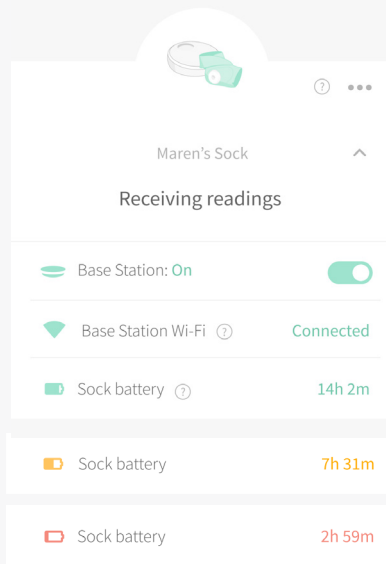 Maren's Sock
Receiving readings
Base Station: On
Base Station Wi-Fi ? Connected
Sock battery ? 14h 2m
Sock battery 7h 31m
Sock battery 2h 59m